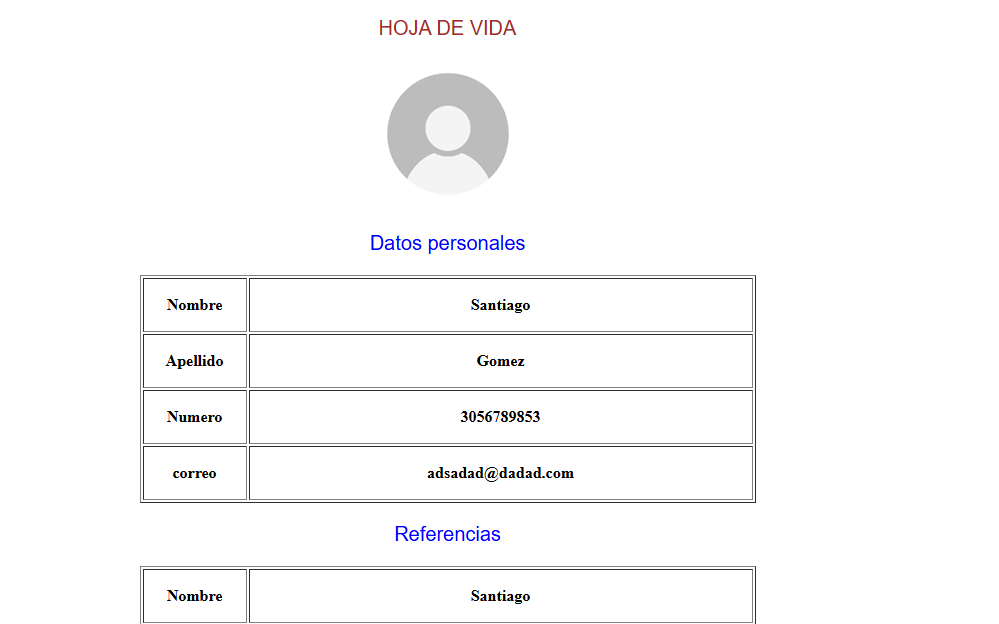 HOJA DE VIDA
Datos personales
Nombre Santiago
Apellido Gomez
Numero 3056789853
correo adsadad@dadad.com
Referencias
Nombre Santiago